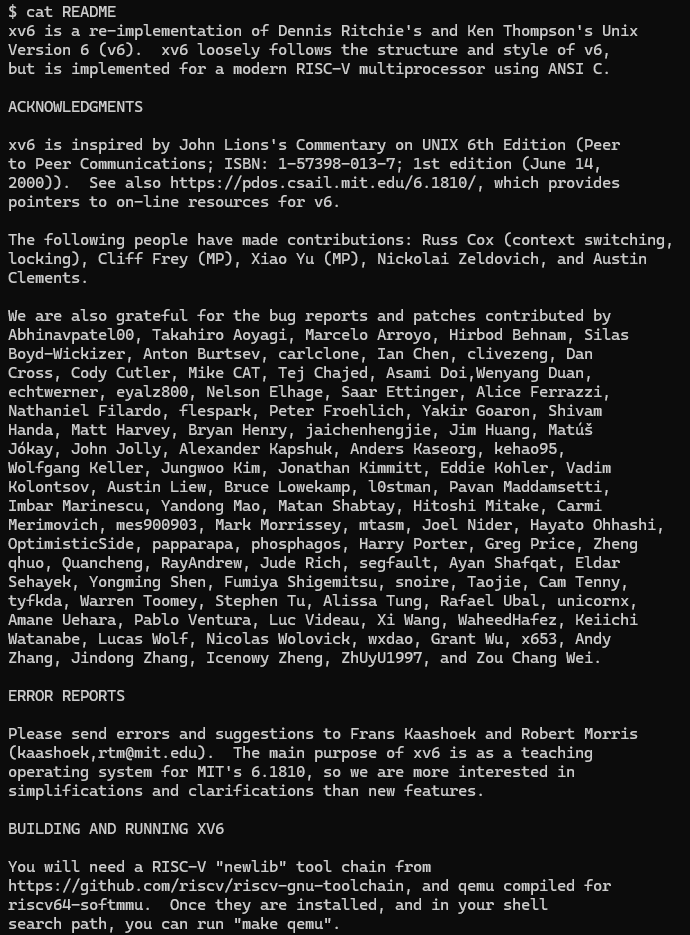 $ cat README
xv6 is a re-implementation of Dennis Ritchie's and Ken Thompson's Unix
Version 6 (v6).  xv6 loosely follows the structure and style of v6,
but is implemented for a modern RISC-V multiprocessor using ANSI C.

ACKNOWLEDGMENTS

xv6 is inspired by John Lions's Commentary on UNIX 6th Edition (Peer
to Peer Communications; ISBN: 1-57398-013-7; 1st edition (June 14,
2000)).  See also https://pdos.csail.mit.edu/6.1810/, which provides
pointers to on-line resources for v6.

The following people have made contributions: Russ Cox (context switching,
locking), Cliff Frey (MP), Xiao Yu (MP), Nickolai Zeldovich, and Austin
Clements.

We are also grateful for the bug reports and patches contributed by
Abhinavpatel00, Takahiro Aoyagi, Marcelo Arroyo, Hirbod Behnam, Silas
Boyd-Wickizer, Anton Burtsev, carlclone, Ian Chen, clivezeng, Dan
Cross, Cody Cutler, Mike CAT, Tej Chajed, Asami Doi,Wenyang Duan,
echtwerner, eyalz800, Nelson Elhage, Saar Ettinger, Alice Ferrazzi,
Nathaniel Filardo, flespark, Peter Froehlich, Yakir Goaron, Shivam
Handa, Matt Harvey, Bryan Henry, jaichenhengjie, Jim Huang, Matúš
Jókay, John Jolly, Alexander Kapshuk, Anders Kaseorg, kehao95,
Wolfgang Keller, Jungwoo Kim, Jonathan Kimmitt, Eddie Kohler, Vadim
Kolontsov, Austin Liew, Bruce Lowekamp, l0stman, Pavan Maddamsetti,
Imbar Marinescu, Yandong Mao, Matan Shabtay, Hitoshi Mitake, Carmi
Merimovich, mes900903, Mark Morrissey, mtasm, Joel Nider, Hayato Ohhashi,
OptimisticSide, papparapa, phosphagos, Harry Porter, Greg Price, Zheng
qhuo, Quancheng, RayAndrew, Jude Rich, segfault, Ayan Shafqat, Eldar
Sehayek, Yongming Shen, Fumiya Shigemitsu, snoire, Taojie, Cam Tenny,
tyfkda, Warren Toomey, Stephen Tu, Alissa Tung, Rafael Ubal, unicornx,
Amane Uehara, Pablo Ventura, Luc Videau, Xi Wang, WaheedHafez, Keiichi
Watanabe, Lucas Wolf, Nicolas Wolovick, wxdao, Grant Wu, x653, Andy
Zhang, Jindong Zhang, Icenowy Zheng, ZhUyU1997, and Zou Chang Wei.

ERROR REPORTS

Please send errors and suggestions to Frans Kaashoek and Robert Morris
(kaashoek,rtm@mit.edu).  The main purpose of xv6 is as a teaching
operating system for MIT's 6.1810, so we are more interested in
simplifications and clarifications than new features.

BUILDING AND RUNNING XV6

You will need a RISC-V "newlib" tool chain from
https://github.com/riscv/riscv-gnu-toolchain, and qemu compiled for
riscv64-softmmu.  Once they are installed, and in your shell
search path, you can run "make qemu".